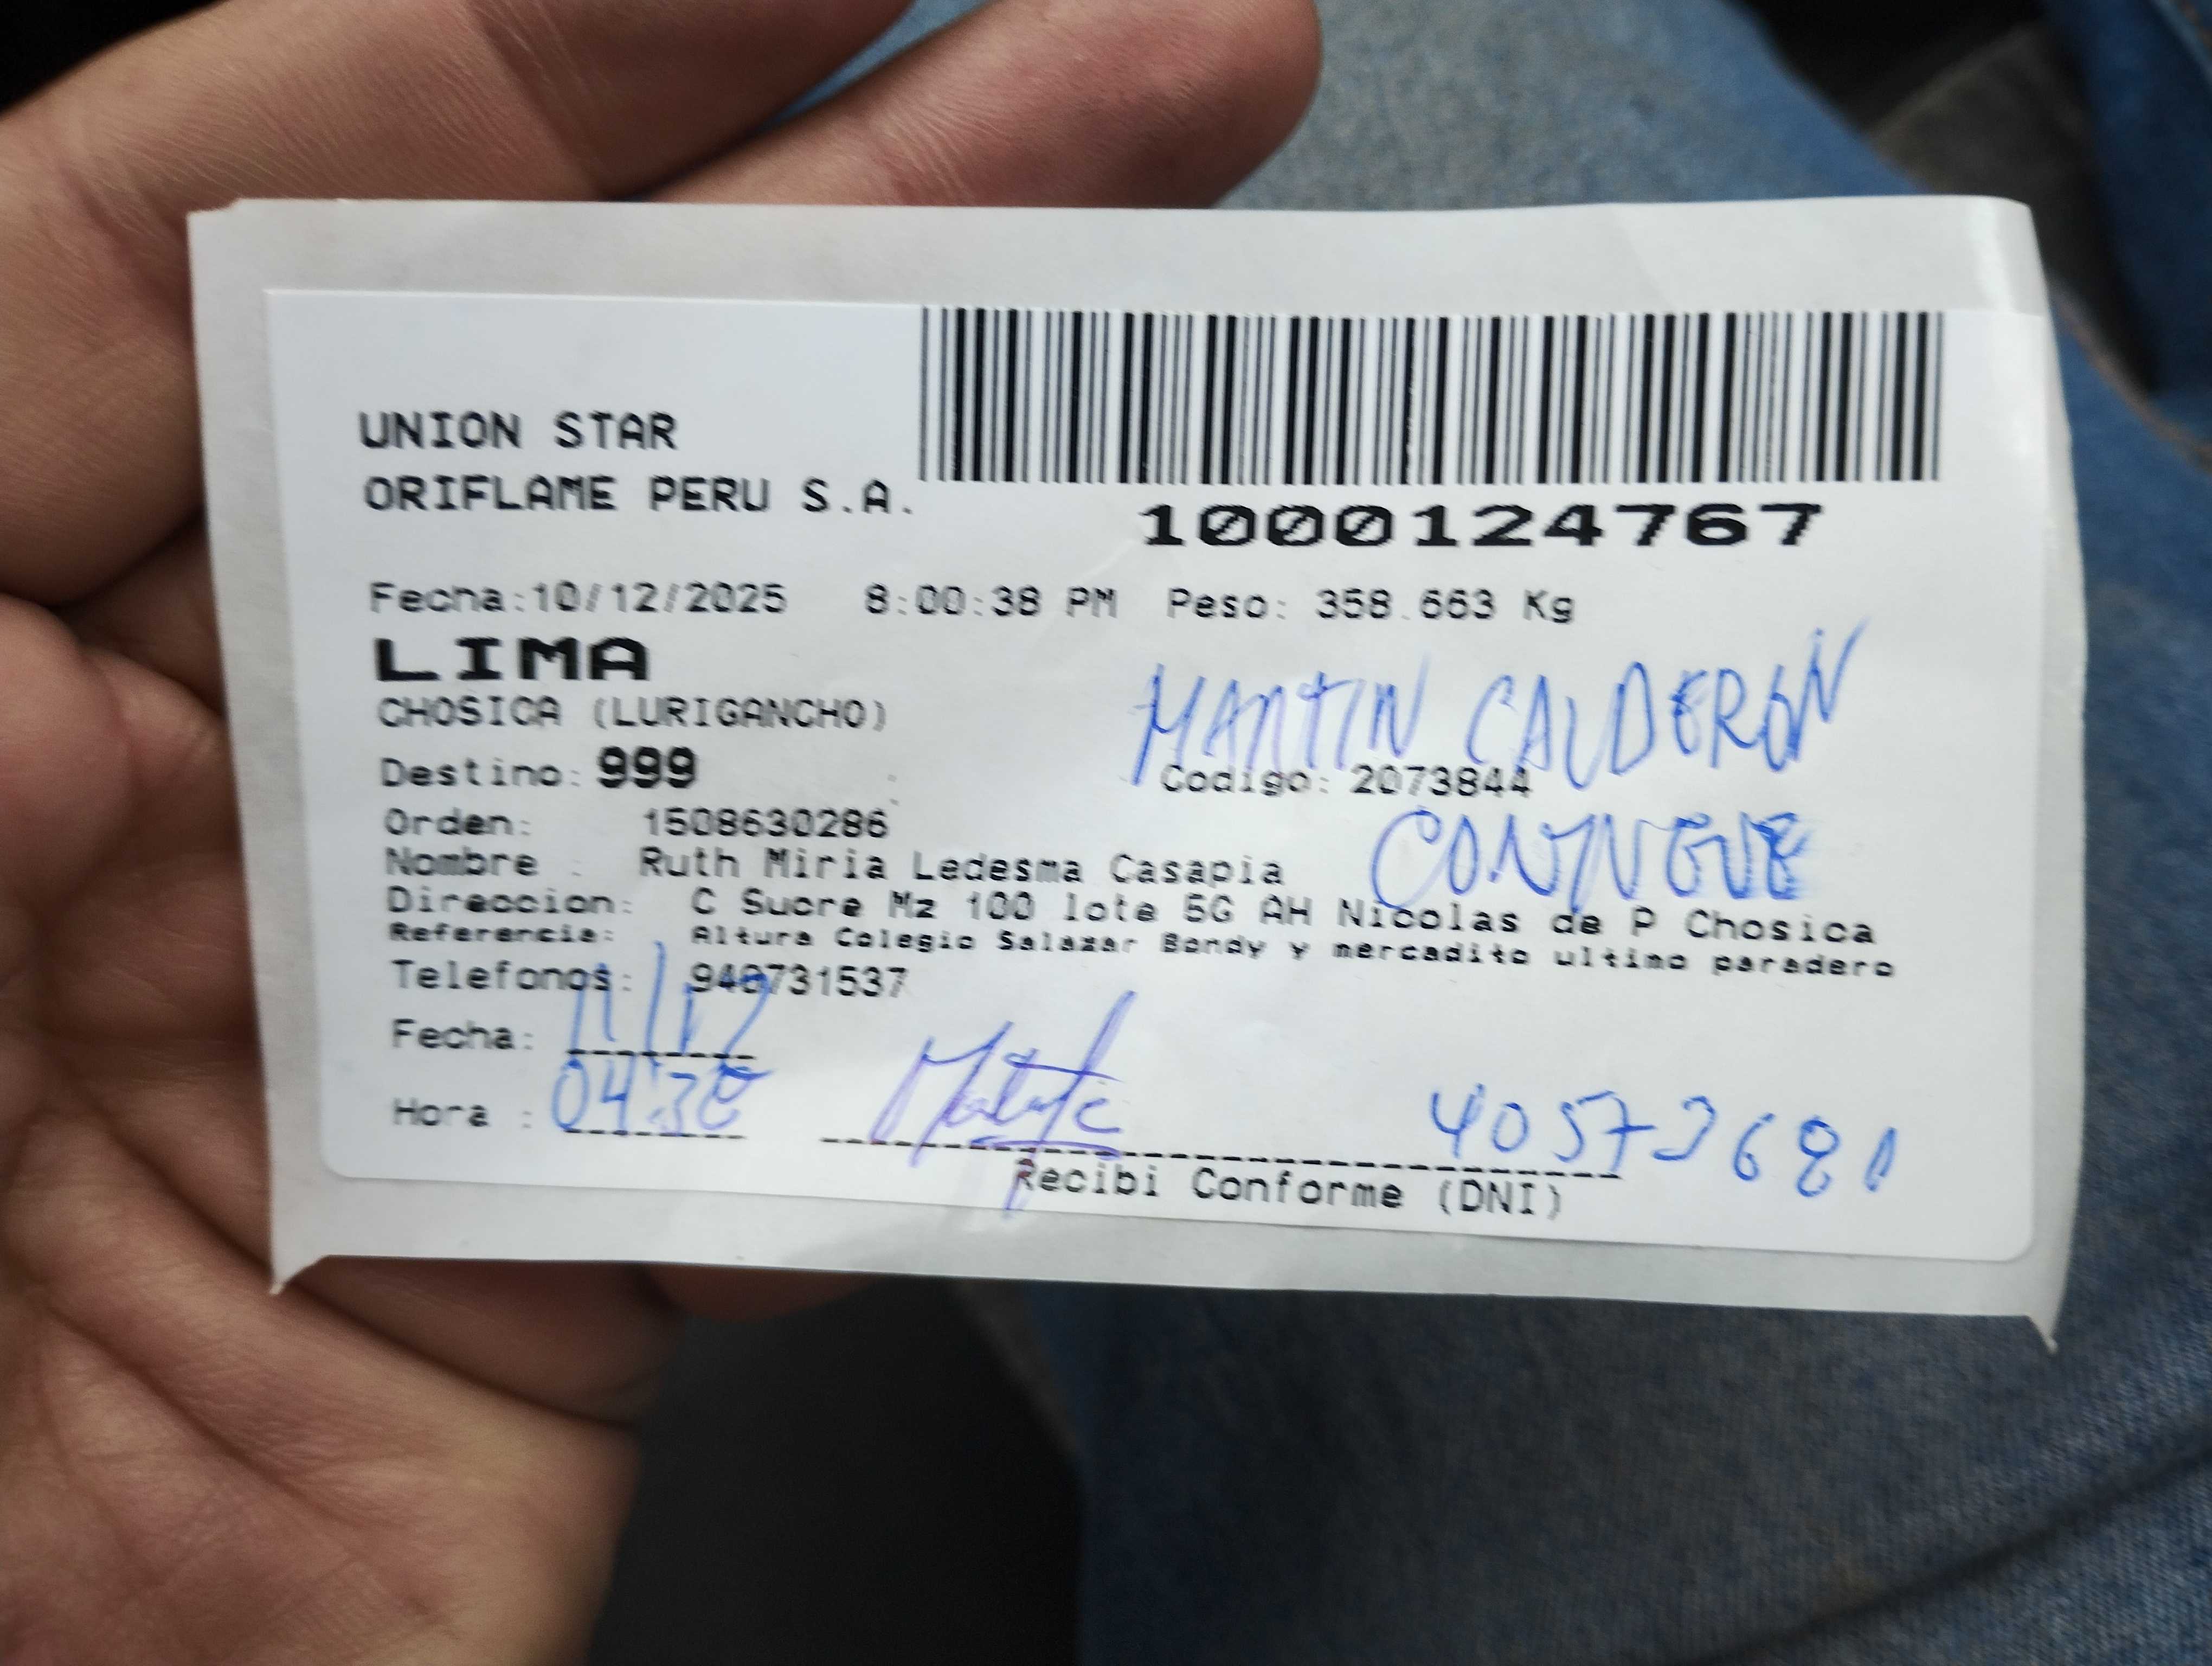 UNION STAR
ORIFLAME PERU S.A.
1000124767
Fecha:10/12/2025 8:00:38 PM Peso: 358.663 Kg
LIMA
CHOSICA (LURIGANCHO)
MARTIN CALDERON
Destino: 999 Codigo: 2073844
Orden: 1508630286
Nombre : Ruth Miria Ledesma Casapia
Direccion: C Sucre Mz 100 lote 5G AH Nicolas de P Chosica
Referencia: Altura Colegio Salazar Bondy y mercadito ultimo paradero
Telefonos: 940731537
Fecha: 11/12
Hora : 04:30
Recibi Conforme (DNI)